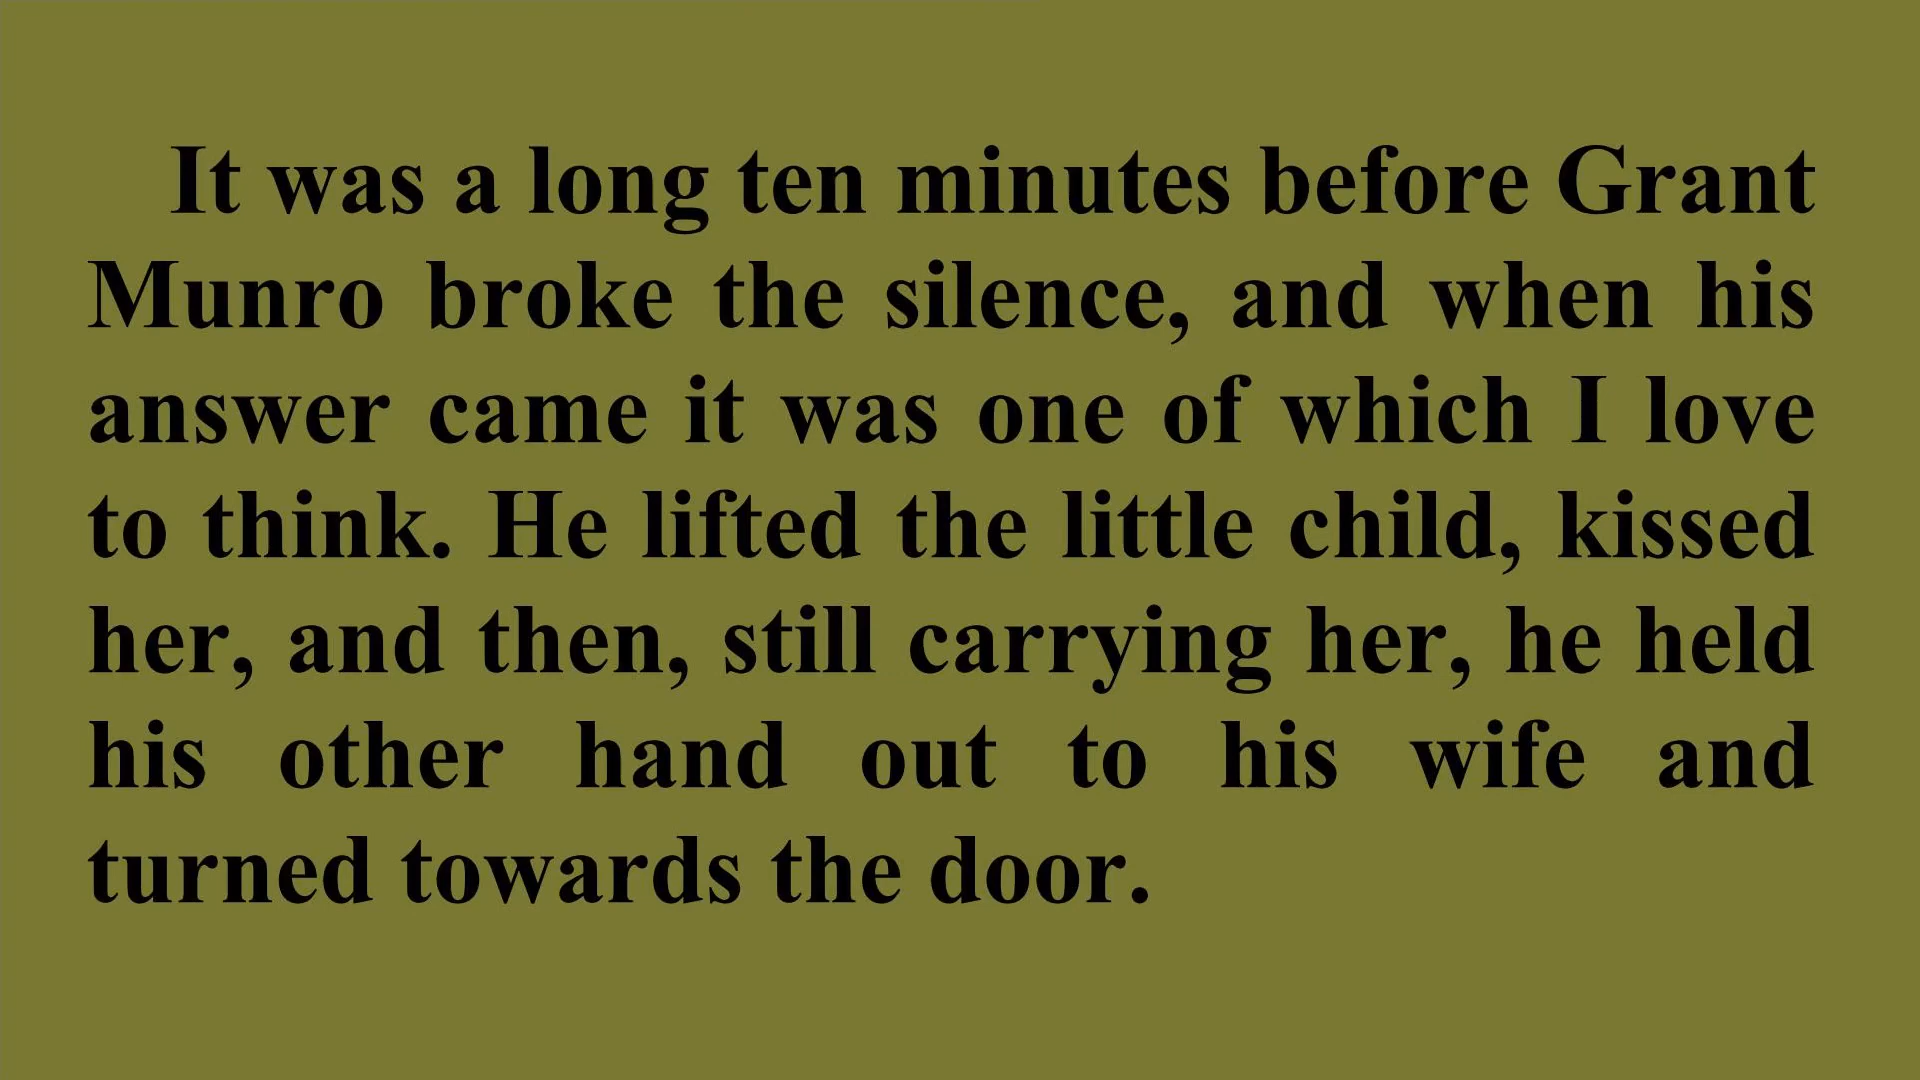 It was a long ten minutes before Grant
Munro broke the silence, and when his
answer came it was one of which I love
to think. He lifted the little child, kissed
her, and then, still carrying her, he held
his other hand out to his wife and
turned towards the door.